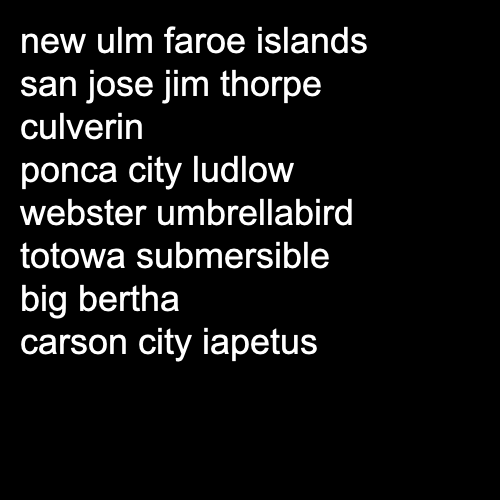 new ulm faroe islands
san jose jim thorpe
culverin
ponca city ludlow
webster umbrellabird
totowa submersible
big bertha
carson city iapetus